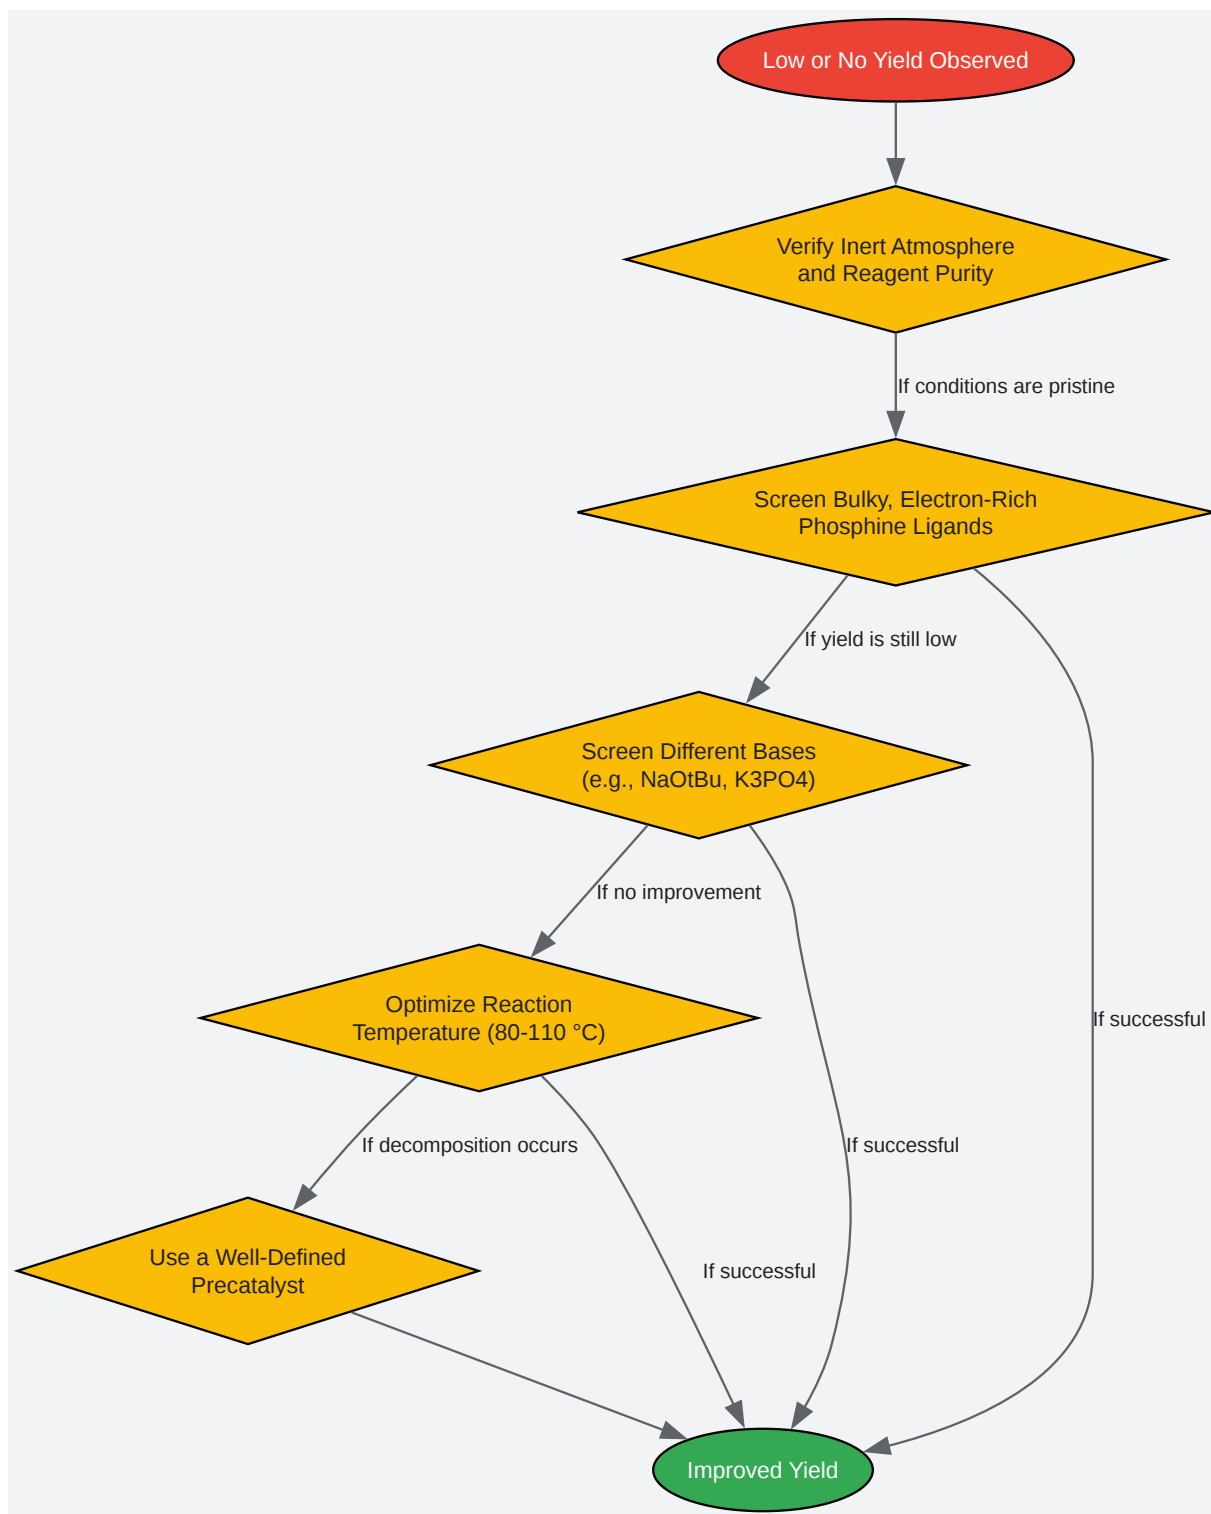 Low or No Yield Observed
Verify Inert Atmosphere
and Reagent Purity
If conditions are pristine
Screen Bulky, Electron-Rich
Phosphine Ligands
If yield is still low
Screen Different Bases
(e.g., NaOtBu, K3PO4)
If no improvement
Optimize Reaction
Temperature (80-110 °C)
If successful
If decomposition occurs
If successful
Use a Well-Defined
Precatalyst
If successful
Improved Yield